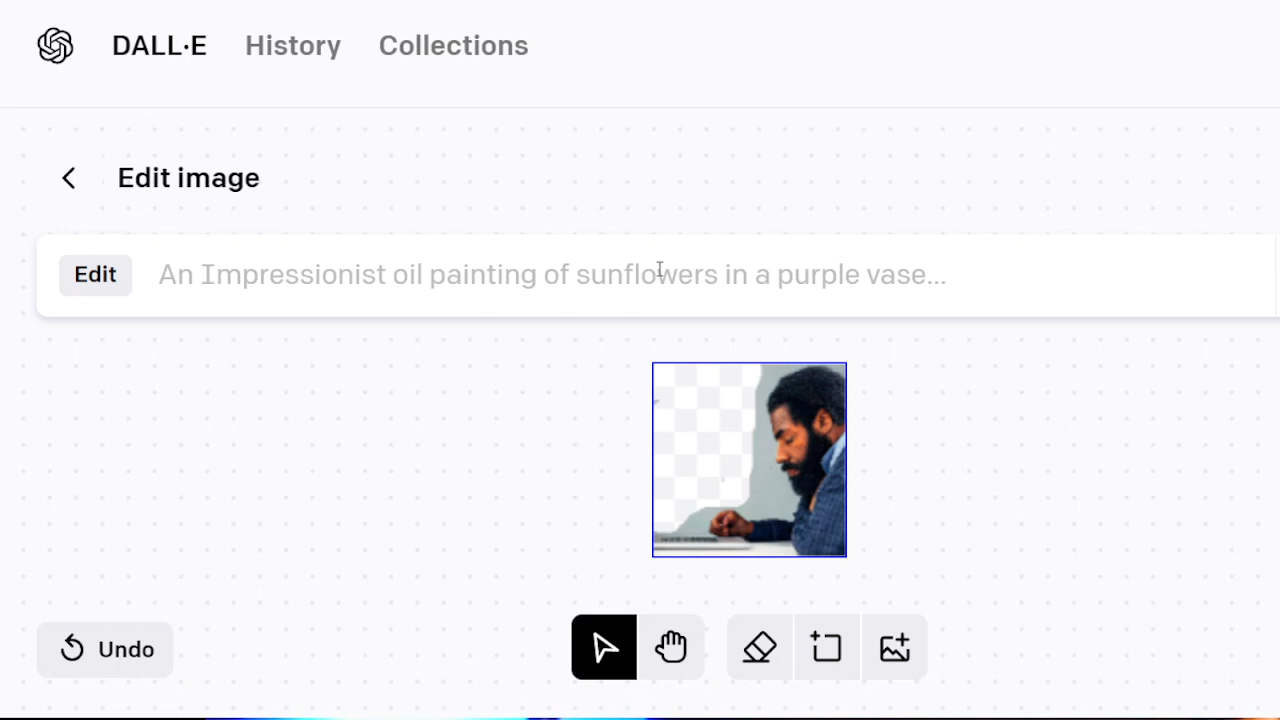 DALL·E History Collections
Edit image
Edit An Impressionist oil painting of sunflowers in a purple vase...
Undo